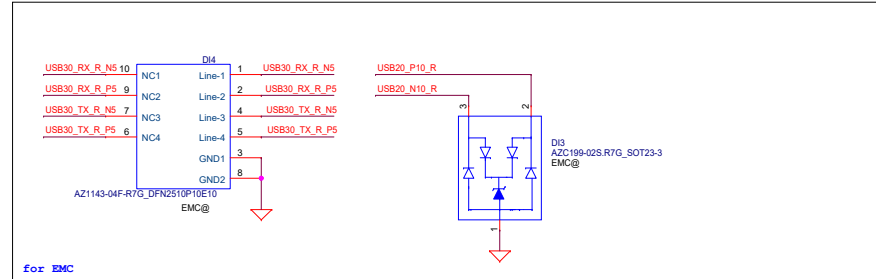 DI4
USB30_RX_R_N5 10 NC1 Line-1 1 USB30_RX_R_N5
USB30_RX_R_P5 9 NC2 Line-2 2 USB30_RX_R_P5
USB30_TX_R_N5 7 NC3 Line-3 4 USB30_TX_R_N5
USB30_TX_R_P5 6 NC4 Line-4 5 USB30_TX_R_P5
GND1 3
GND2 8
AZ1143-04F-R7G_DFN2510P10E10
EMC@
USB20_P10_R
USB20_N10_R
3 2
DI3
AZC199-02S.R7G_SOT23-3
EMC@
1
for EMC